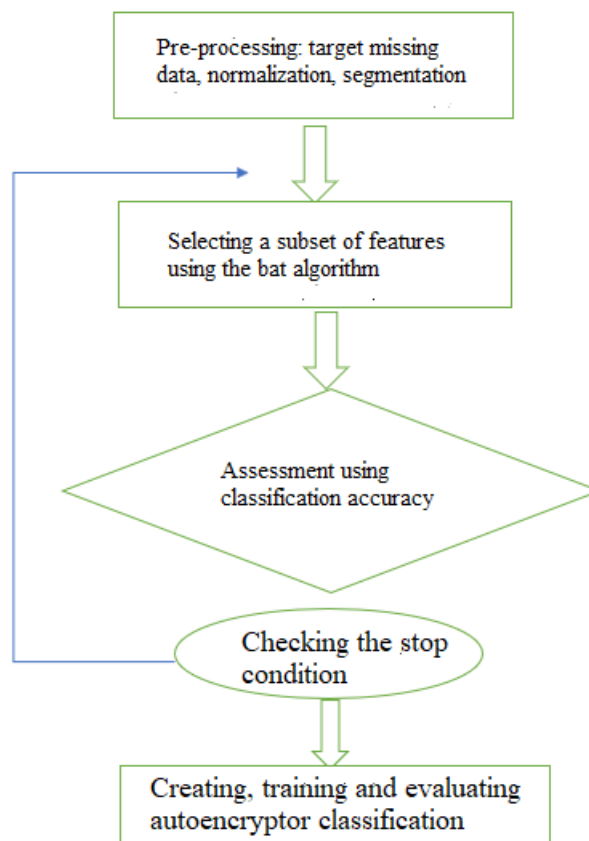 Pre-processing: target missing
data, normalization, segmentation
Selecting a subset of features
using the bat algorithm
Assessment using
classification accuracy
Checking the stop
condition
Creating, training and evaluating
autoencryptor classification